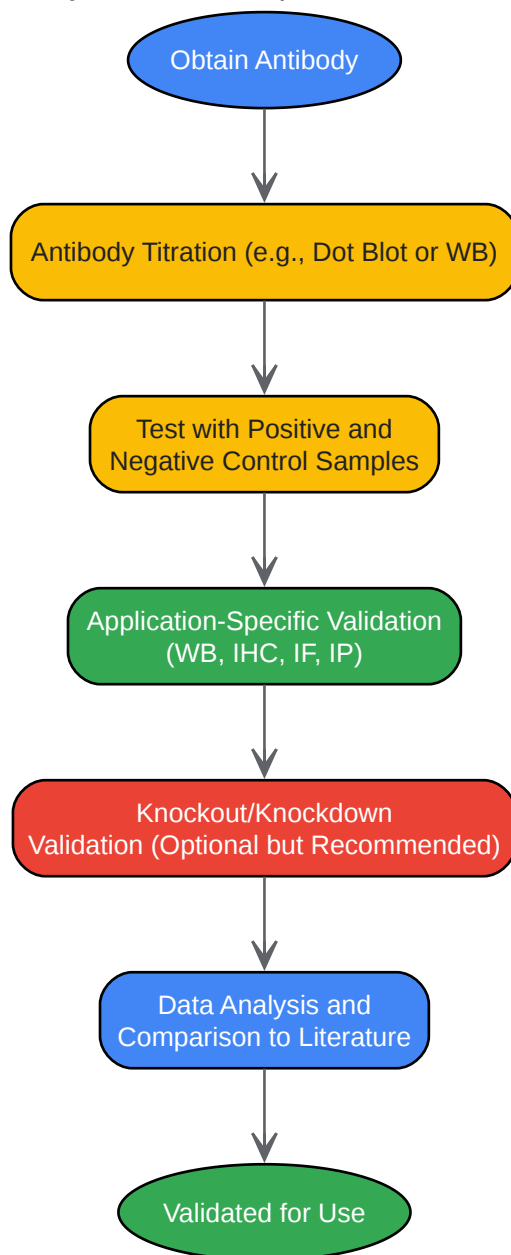 Obtain Antibody
Antibody Titration (e.g., Dot Blot or WB)
Test with Positive and
Negative Control Samples
Application-Specific Validation
(WB, IHC, IF, IP)
Knockout/Knockdown
Validation (Optional but Recommended)
Data Analysis and
Comparison to Literature
Validated for Use